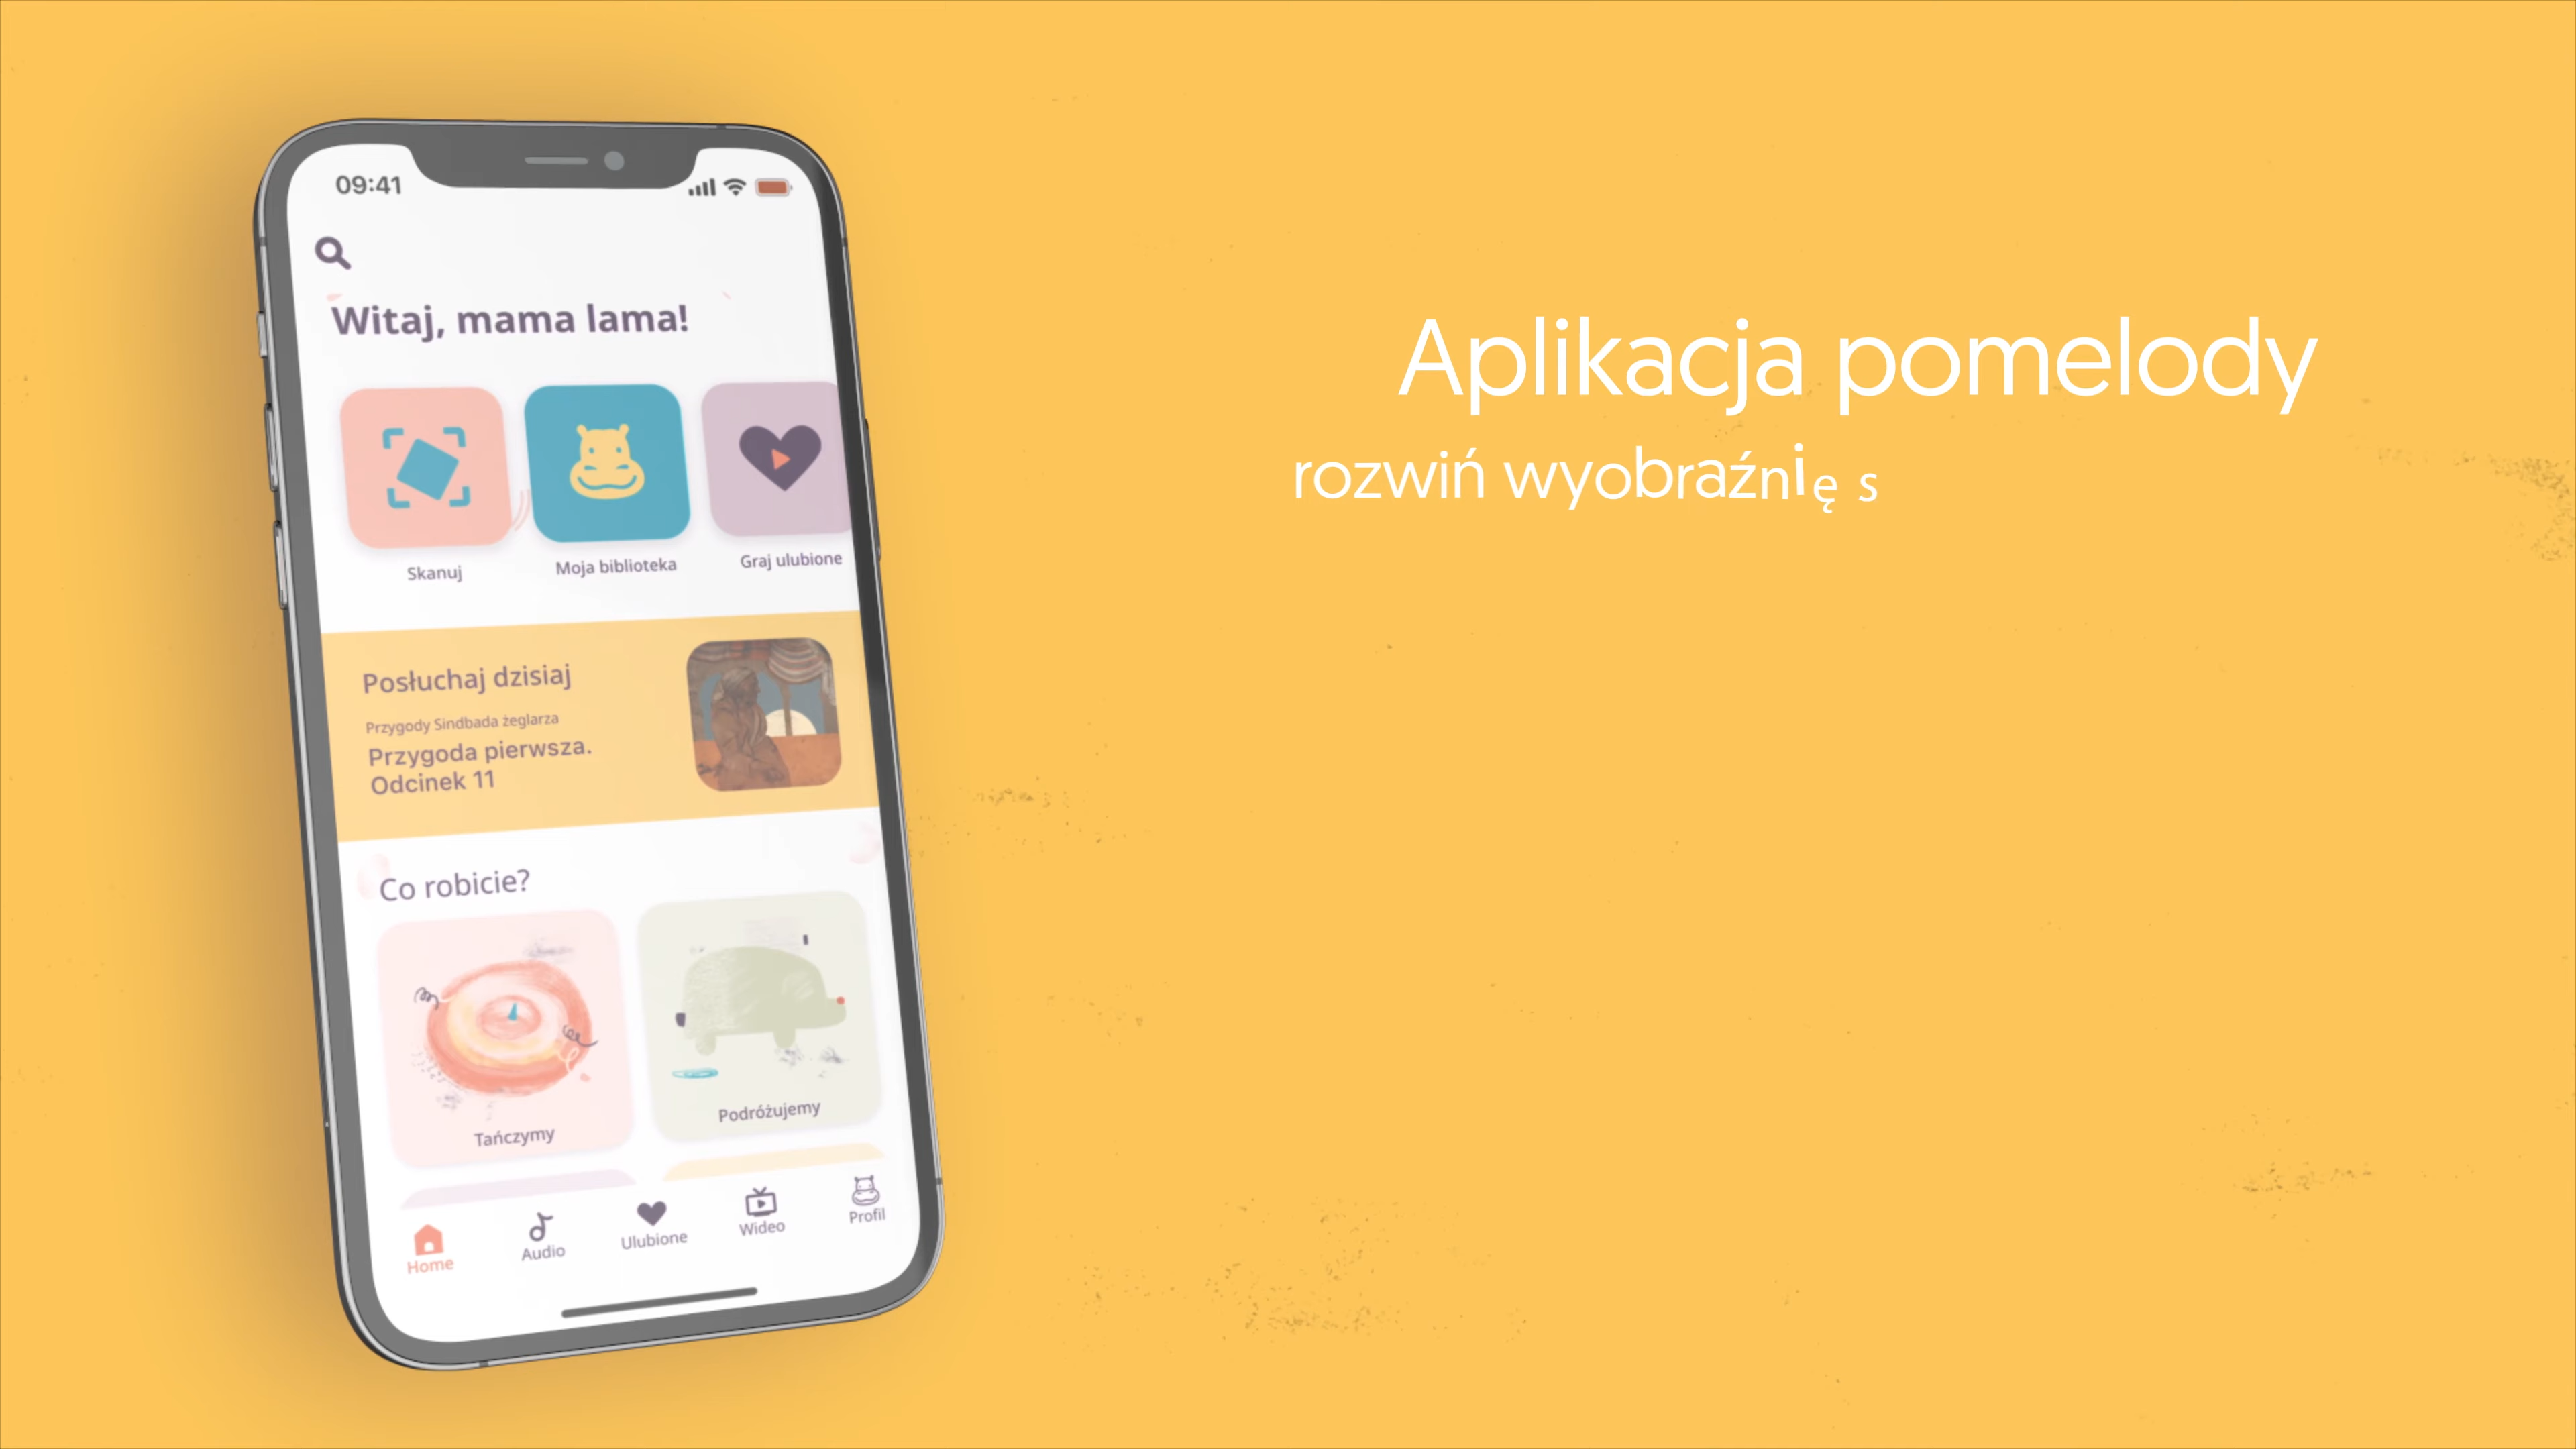 09:41
Witaj, mama lama!
Skanuj
Moja biblioteka
Graj ulubione
Posłuchaj dzisiaj
Przygody Sindbada żeglarza
Przygoda pierwsza.
Odcinek 11
Co robicie?
Tańczymy
Podróżujemy
Home
Audio
Ulubione
Wideo
Profil
Aplikacja pomelody
rozwiń wyobraźnię s